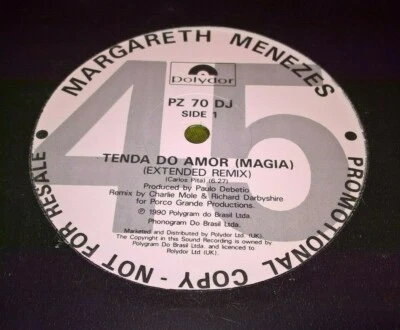 MARGARETH MENEZES
45
polydor
PZ 70 DJ
SIDE 1
TENDA DO AMOR (MAGIA)
(EXTENDED REMIX)
(Carlos Pita) (6.27)
Produced by Paulo Debetio
Remix by Charlie Mole & Richard Darbyshire
for Porco Grande Productions.
℗ 1990 Polygram do Brasil Ltda.
Phonogram Do Brasil Ltda.
Marketed and Distributed by Polydor Ltd. (UK).
The Copyright in this Sound Recording is owned by
Polygram Do Brasil Ltda. and is licenced to
Polydor Ltd (UK).
PROMOTIONAL COPY - NOT FOR RESALE